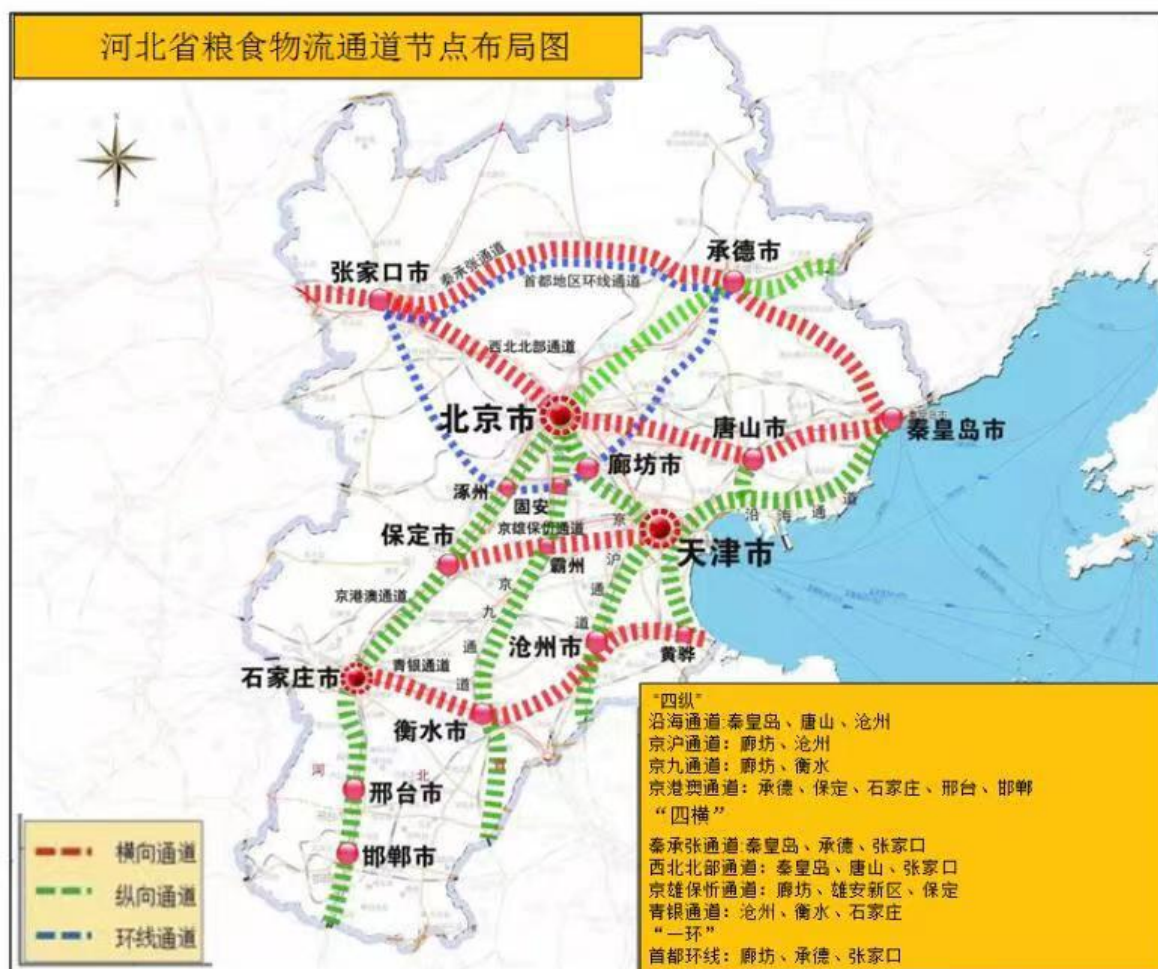 河北省粮食物流通道节点布局图
N
S
承德市
张家口市
秦承张通道
首都地区环线通道
西北北部通道
北京市
唐山市
秦皇岛市
廊坊市
涿州
固安
京雄保忻通道
沿海通道
保定市
天津市
霸州
京沪通道
京港澳通道
京九通道
沧州市
黄骅
青银通道
石家庄市
衡水市
河北
邢台市
邯郸市
横向通道
纵向通道
环线通道
“四纵”
沿海通道:秦皇岛、唐山、沧州
京沪通道：廊坊、沧州
京九通道：廊坊、衡水
京港澳通道：承德、保定、石家庄、邢台、邯郸
“四横”
秦承张通道:秦皇岛、承德、张家口
西北北部通道：秦皇岛、唐山、张家口
京雄保忻通道：廊坊、雄安新区、保定
青银通道：沧州、衡水、石家庄
“一环”
首都环线：廊坊、承德、张家口